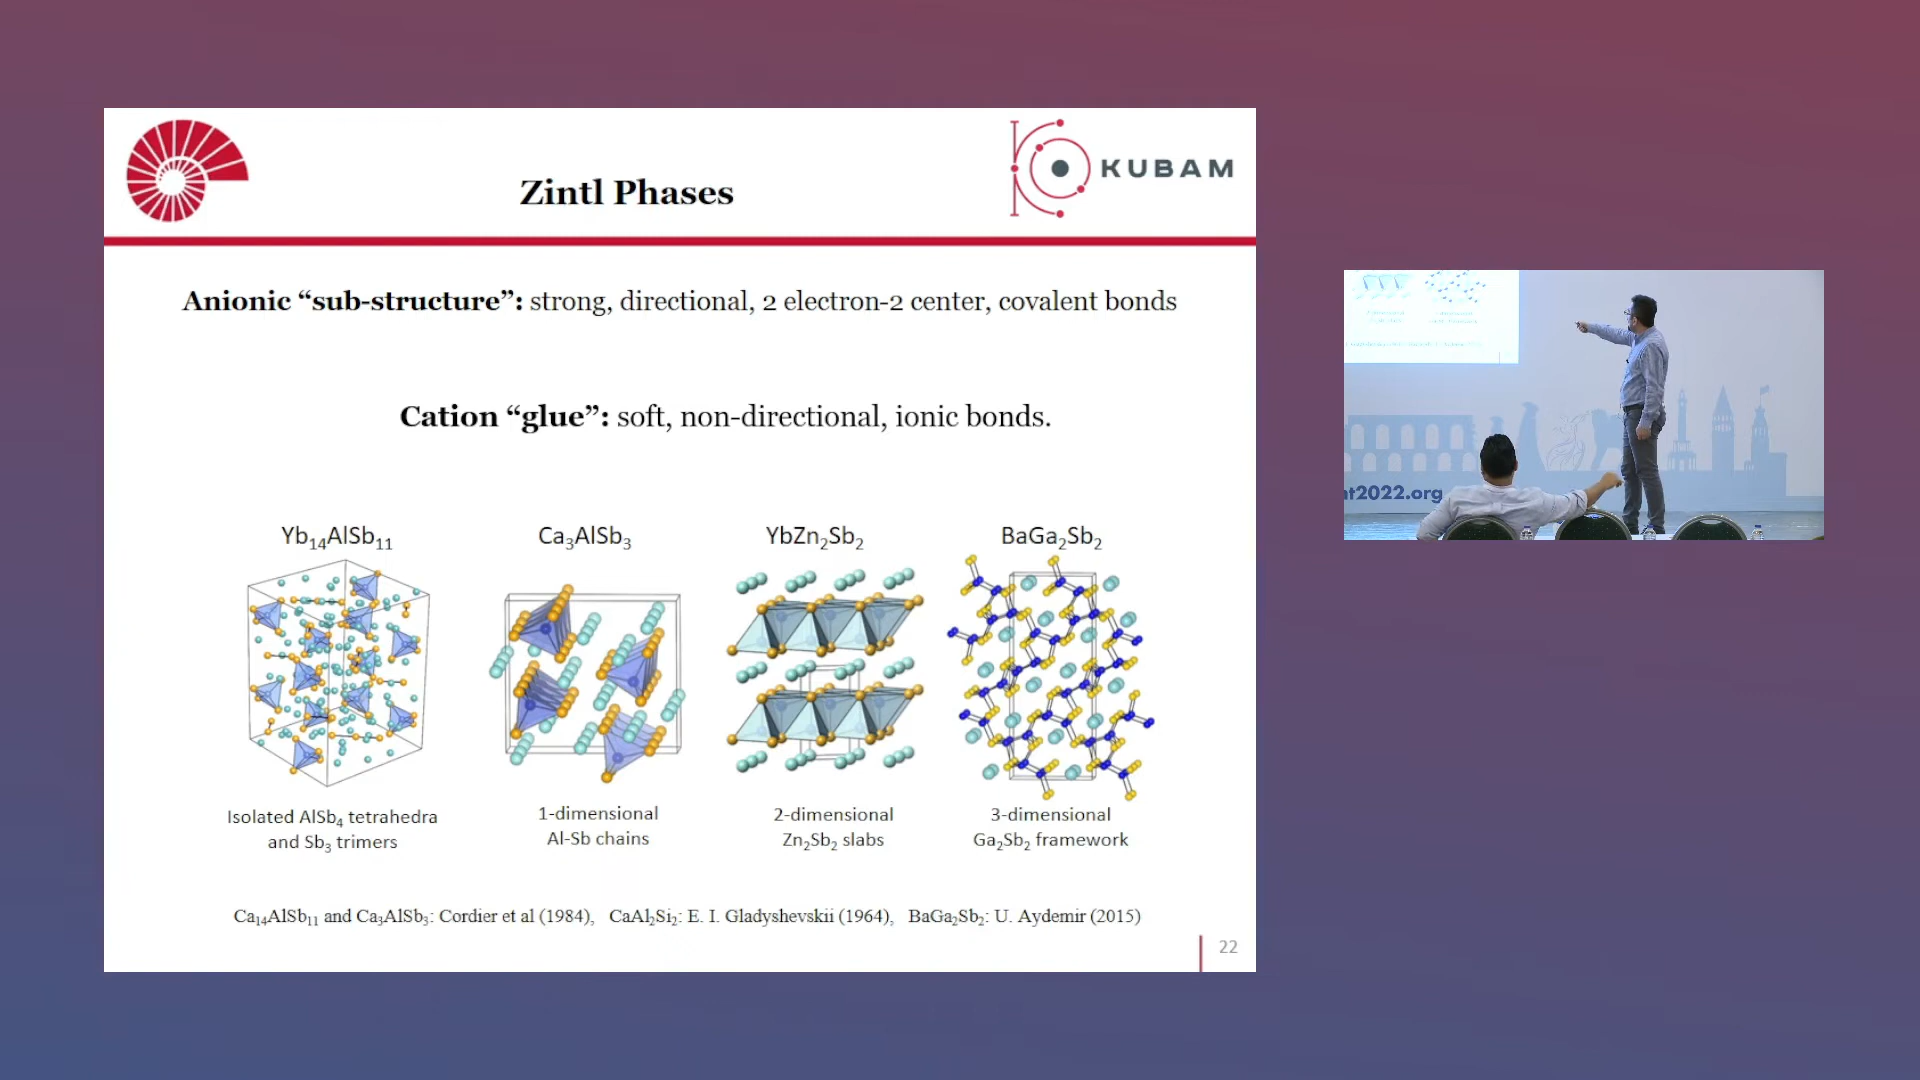 KUBAM
Zintl Phases
Anionic “sub-structure”: strong, directional, 2 electron-2 center, covalent bonds
Cation “glue”: soft, non-directional, ionic bonds.
Yb₁₄AlSb₁₁
Ca₃AlSb₃
YbZn₂Sb₂
BaGa₂Sb₂
Isolated AlSb₄ tetrahedra
and Sb₃ trimers
1-dimensional
Al-Sb chains
2-dimensional
Zn₂Sb₂ slabs
3-dimensional
Ga₂Sb₂ framework
Ca₁₄AlSb₁₁ and Ca₃AlSb₃: Cordier et al (1984), CaAl₂Si₂: E. I. Gladyshevskii (1964), BaGa₂Sb₂: U. Aydemir (2015)
22
nt2022.org